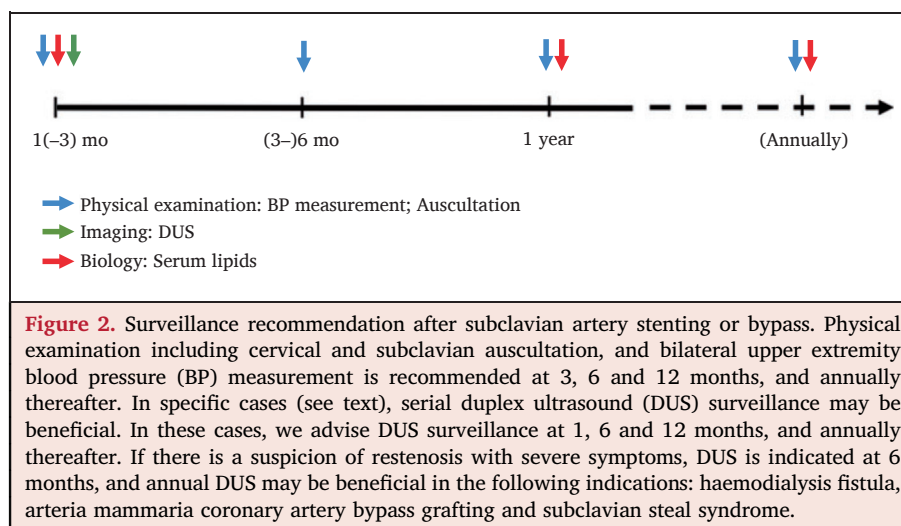 1(–3) mo
(3–)6 mo
1 year
(Annually)
Physical examination: BP measurement; Auscultation
Imaging: DUS
Biology: Serum lipids
Figure 2. Surveillance recommendation after subclavian artery stenting or bypass. Physical
examination including cervical and subclavian auscultation, and bilateral upper extremity
blood pressure (BP) measurement is recommended at 3, 6 and 12 months, and annually
thereafter. In specific cases (see text), serial duplex ultrasound (DUS) surveillance may be
beneficial. In these cases, we advise DUS surveillance at 1, 6 and 12 months, and annually
thereafter. If there is a suspicion of restenosis with severe symptoms, DUS is indicated at 6
months, and annual DUS may be beneficial in the following indications: haemodialysis fistula,
arteria mammaria coronary artery bypass grafting and subclavian steal syndrome.